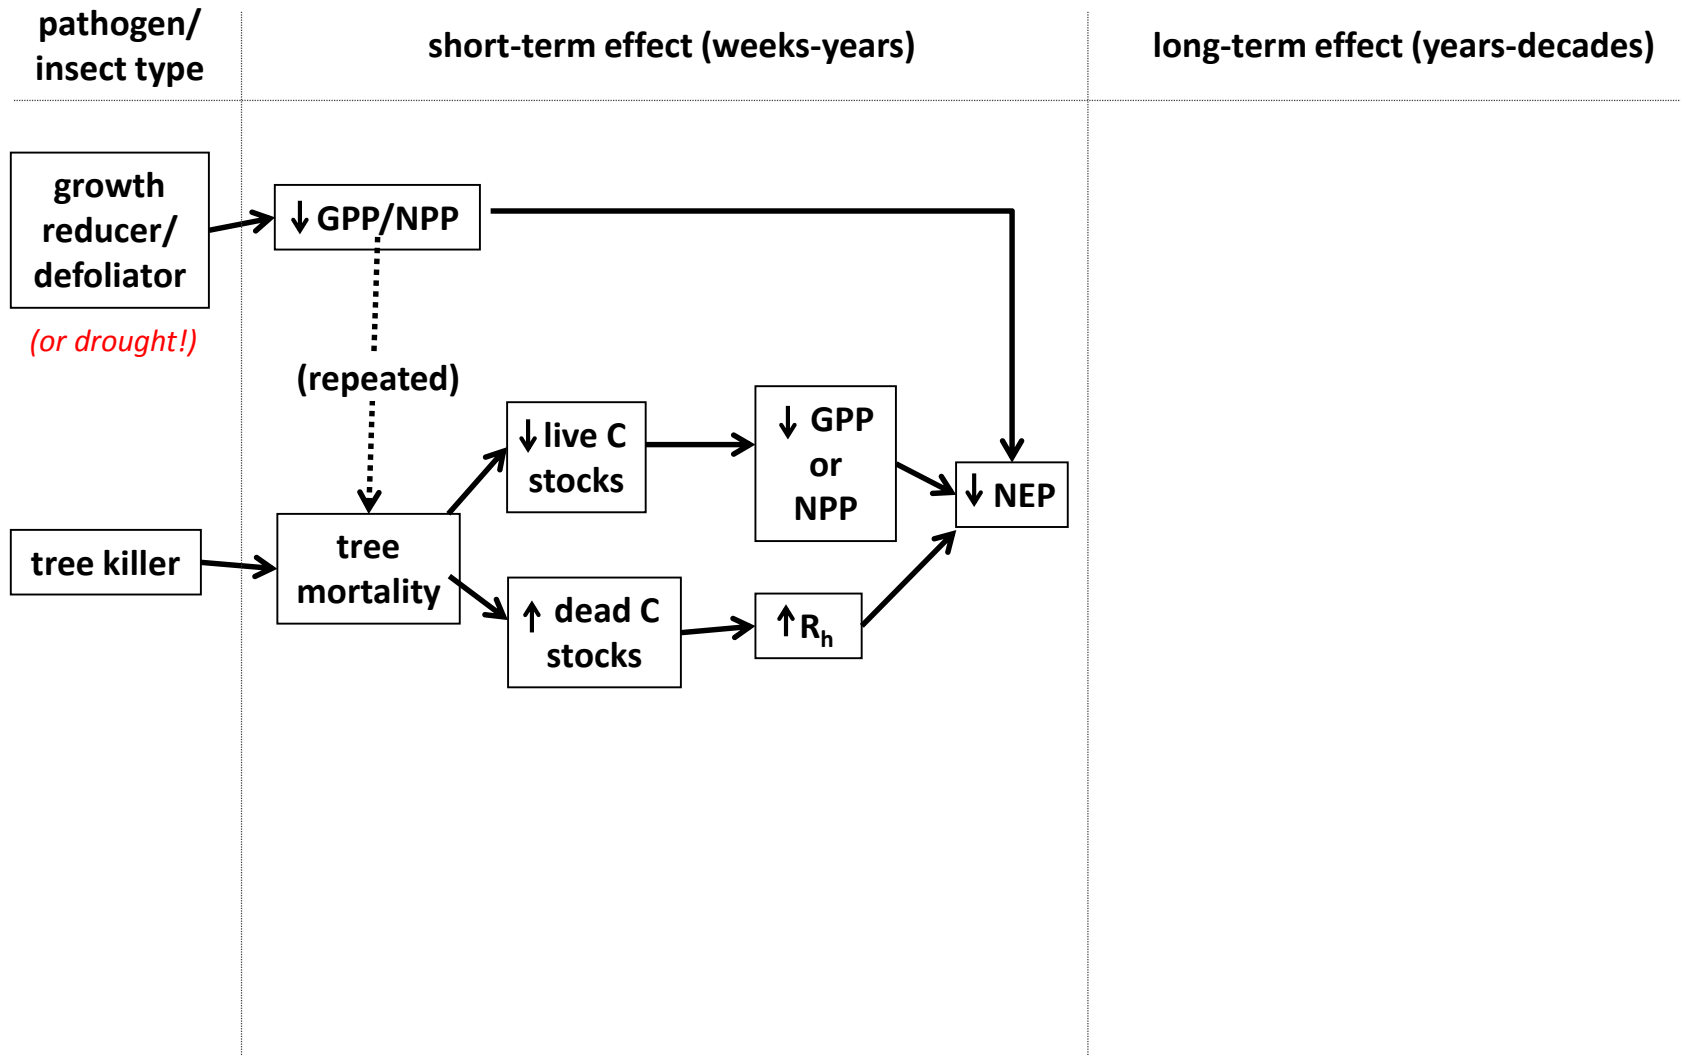 pathogen/
insect type
short-term effect (weeks-years)
long-term effect (years-decades)
growth
reducer/
defoliator
(or drought!)
↓ GPP/NPP
(repeated)
↓ live C
stocks
↓ GPP
or
NPP
↓ NEP
tree killer
tree
mortality
↑ dead C
stocks
↑ Rₕ